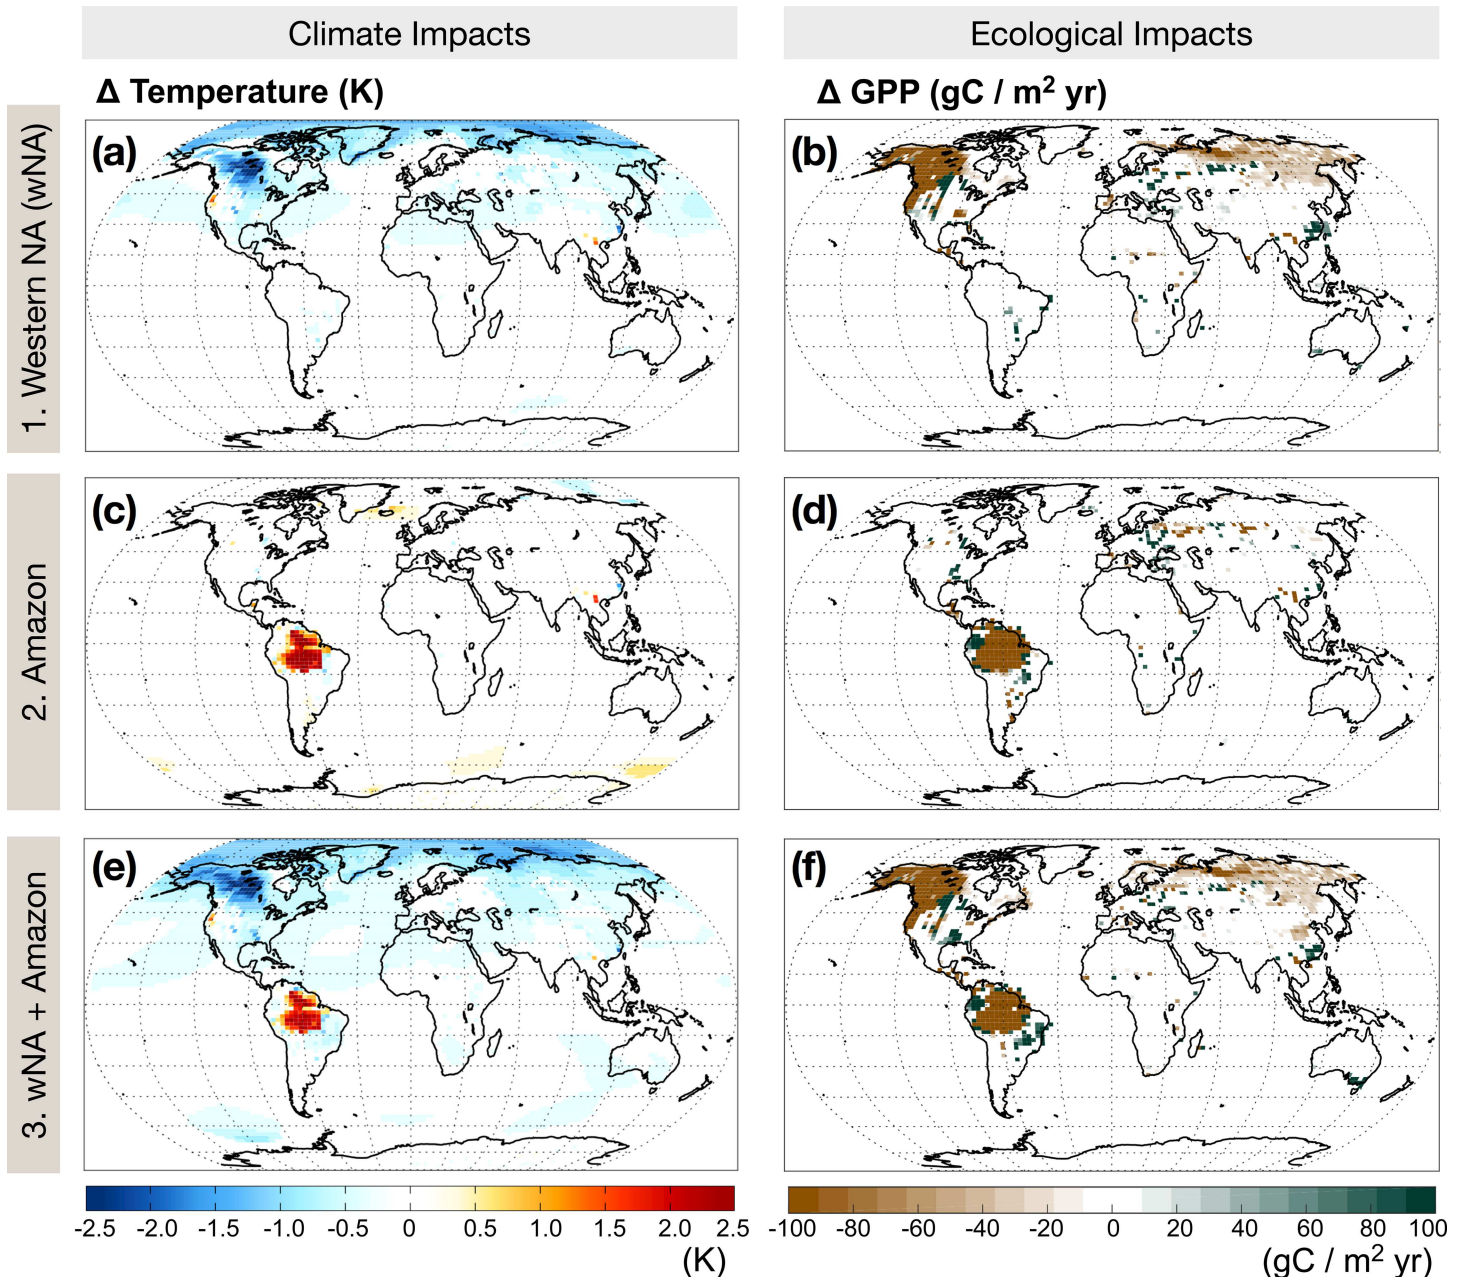 Climate Impacts
Ecological Impacts
Δ Temperature (K)
Δ GPP (gC / m² yr)
1. Western NA (wNA)
(a)
(b)
2. Amazon
(c)
(d)
3. wNA + Amazon
(e)
(f)
-2.5 -2.0 -1.5 -1.0 -0.5 0 0.5 1.0 1.5 2.0 2.5
(K)
-100 -80 -60 -40 -20 0 20 40 60 80 100
(gC / m² yr)